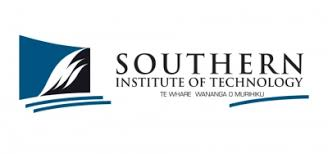 SOUTHERN
INSTITUTE OF TECHNOLOGY
TE WHARE WANANGA O MURIHIKU